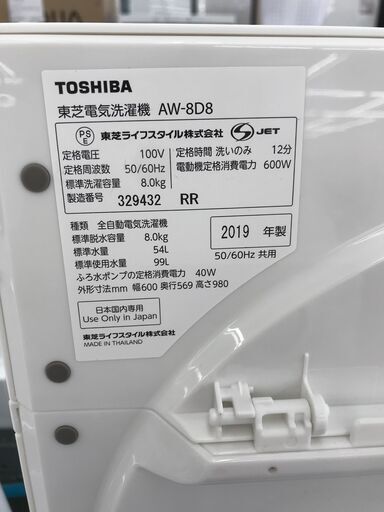 TOSHIBA
東芝電気洗濯機 AW-8D8
PS E 東芝ライフスタイル株式会社 S JET
定格電圧 100V 定格時間 洗いのみ 12分
定格周波数 50/60Hz 電動機定格消費電力 600W
標準洗濯容量 8.0kg
製造番号 329432 RR
種類 全自動電気洗濯機
標準脱水容量 8.0kg
標準水量 54L
標準使用水量 99L
2019 年製
50/60Hz 共用
ふろ水ポンプの定格消費電力 40W
外形寸法mm 幅600 奥行569 高さ980
日本国内専用
Use Only in Japan
東芝ライフスタイル株式会社
MADE IN THAILAND